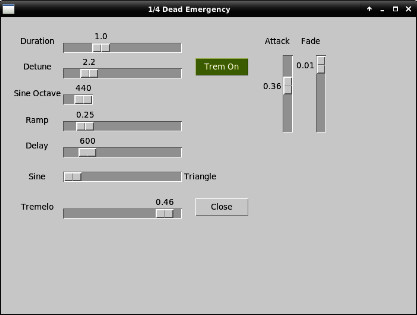 1/4 Dead Emergency
Duration 1.0
Attack Fade
Detune 2.2
Trem On
0.01
Sine Octave 440
0.36
Ramp 0.25
Delay 600
Sine Triangle
Tremelo 0.46
Close